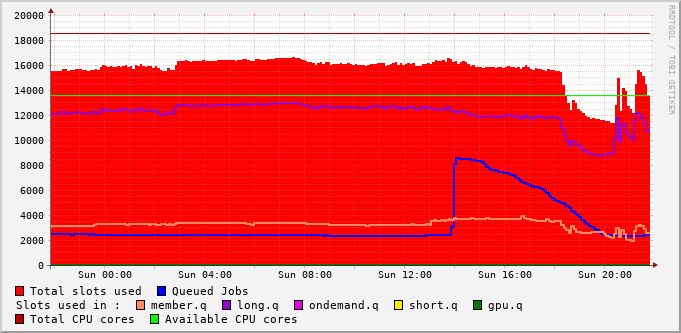 20000
18000
16000
14000
12000
10000
8000
6000
4000
2000
0
Sun 00:00 Sun 04:00 Sun 08:00 Sun 12:00 Sun 16:00 Sun 20:00
RRDTOOL / TOBI OETIKER
Total slots used Queued Jobs
Slots used in : member.q long.q ondemand.q short.q gpu.q
Total CPU cores Available CPU cores